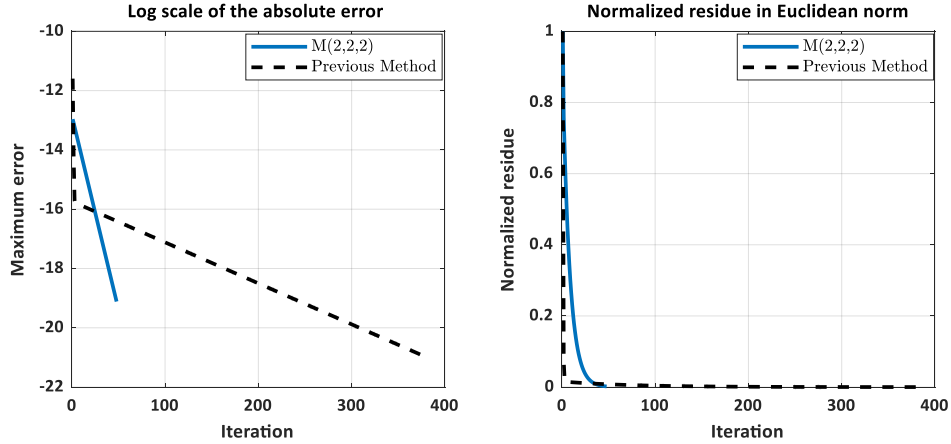 Log scale of the absolute error
-10
-12
-14
-16
-18
-20
-22
0
100
200
300
400
Maximum error
Iteration
M(2,2,2)
Previous Method
Normalized residue in Euclidean norm
1
0.8
0.6
0.4
0.2
0
0
100
200
300
400
Normalized residue
Iteration
M(2,2,2)
Previous Method